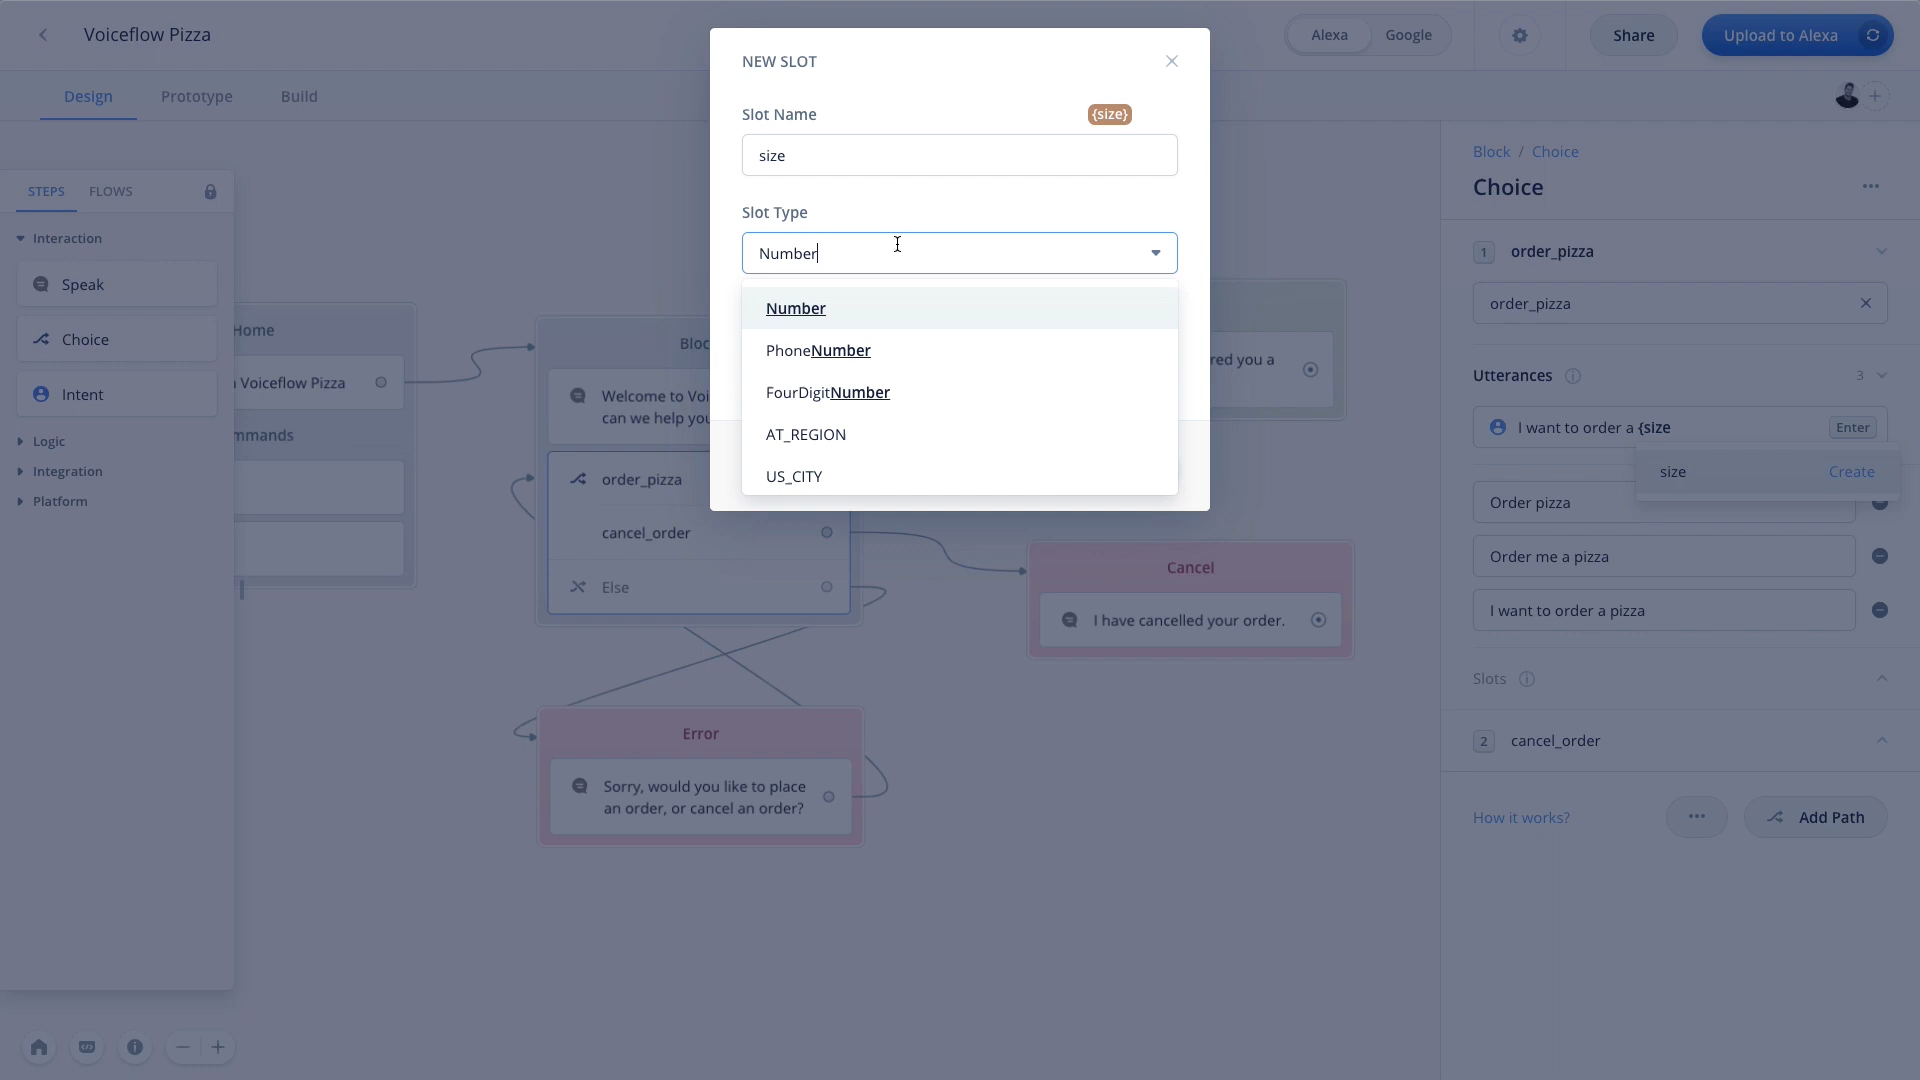 Voiceflow Pizza
Alexa
Google
Share
Upload to Alexa
Design
Prototype
Build
STEPS
FLOWS
Interaction
Speak
Choice
Intent
Logic
Integration
Platform
Home
Voiceflow Pizza
mmands
Bloc
Welcome to Voi
can we help you
order_pizza
cancel_order
Else
red you a
Cancel
I have cancelled your order.
Error
Sorry, would you like to place
an order, or cancel an order?
NEW SLOT
Slot Name
{size}
size
Slot Type
Number
Number
PhoneNumber
FourDigitNumber
AT_REGION
US_CITY
Block / Choice
Choice
1
order_pizza
order_pizza
Utterances
3
I want to order a {size
Enter
size
Create
Order pizza
Order me a pizza
I want to order a pizza
Slots
2
cancel_order
How it works?
Add Path